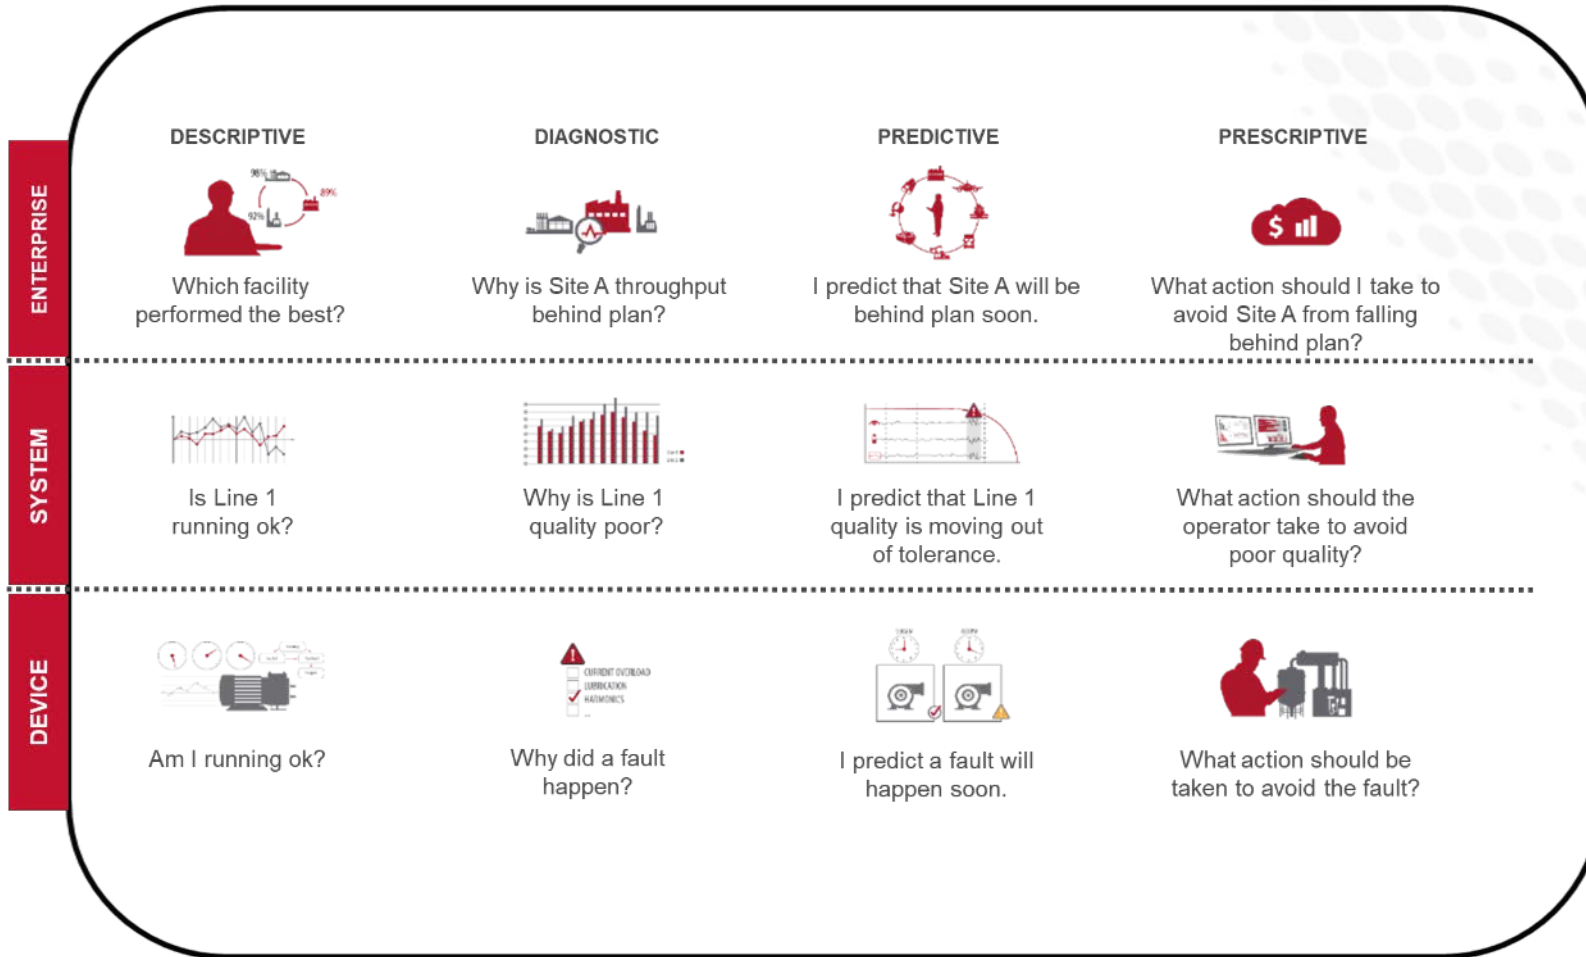 DESCRIPTIVE
DIAGNOSTIC
PREDICTIVE
PRESCRIPTIVE
ENTERPRISE
98%
89%
92%
$
Which facility
performed the best?
Why is Site A throughput
behind plan?
I predict that Site A will be
behind plan soon.
What action should I take to
avoid Site A from falling
behind plan?
SYSTEM
Is Line 1
running ok?
Why is Line 1
quality poor?
I predict that Line 1
quality is moving out
of tolerance.
What action should the
operator take to avoid
poor quality?
DEVICE
CURRENT OVERLOAD
LUBRICATION
HARMONICS
...
Am I running ok?
Why did a fault
happen?
I predict a fault will
happen soon.
What action should be
taken to avoid the fault?